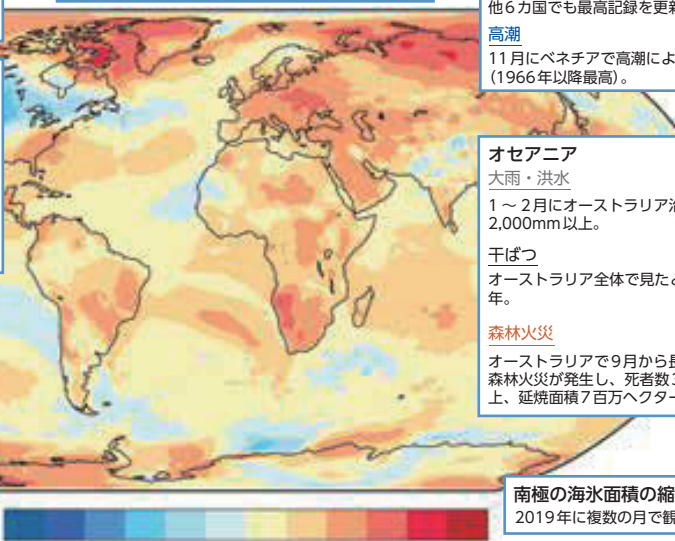 他6カ国でも最高記録を更新
高潮
11月にベネチアで高潮によ
(1966年以降最高)。
オセアニア
大雨・洪水
1～2月にオーストラリア
2,000mm以上。
干ばつ
オーストラリア全体で見た
年。
森林火災
オーストラリアで9月から長
森林火災が発生し、死者数3
上、延焼面積7百万ヘクター
南極の海氷面積の縮
2019年に複数の月で観